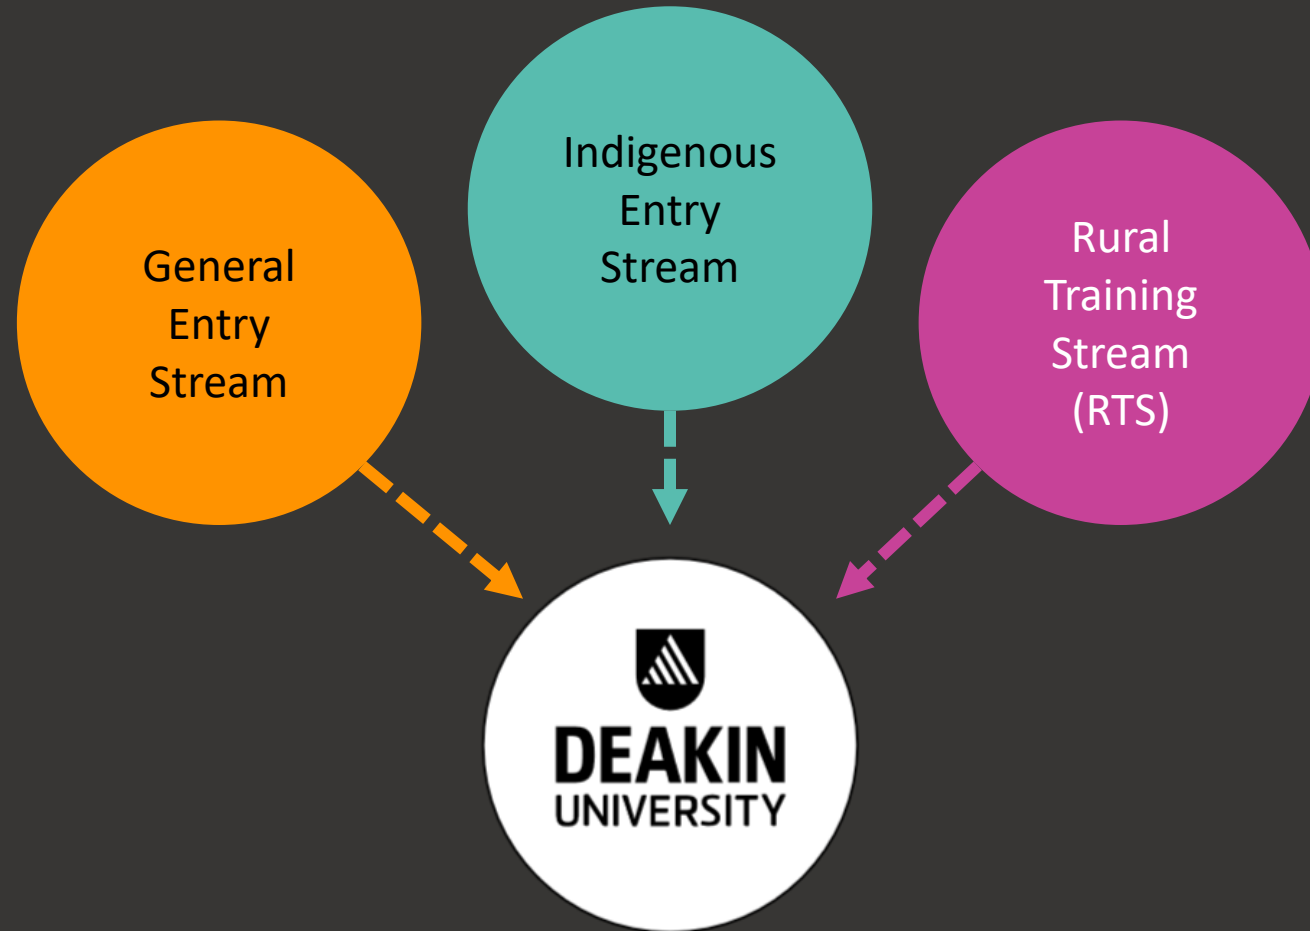 General
Entry
Stream
Indigenous
Entry
Stream
Rural
Training
Stream
(RTS)
DEAKIN
UNIVERSITY